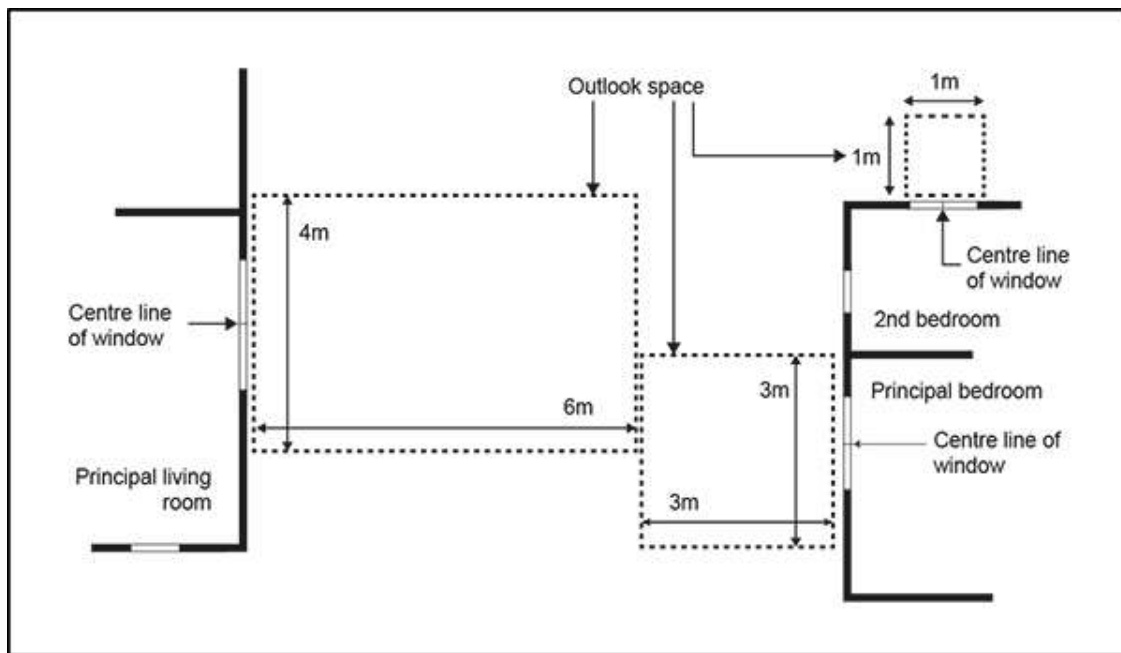 Outlook space
1m
1m
4m
Centre line
of window
Centre line
of window
2nd bedroom
3m
Principal bedroom
6m
Centre line of
window
Principal living
room
3m